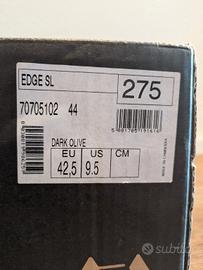 EDGE SL
275
70705102 44
DARK OLIVE
EU US CM
42,5 9.5
subito